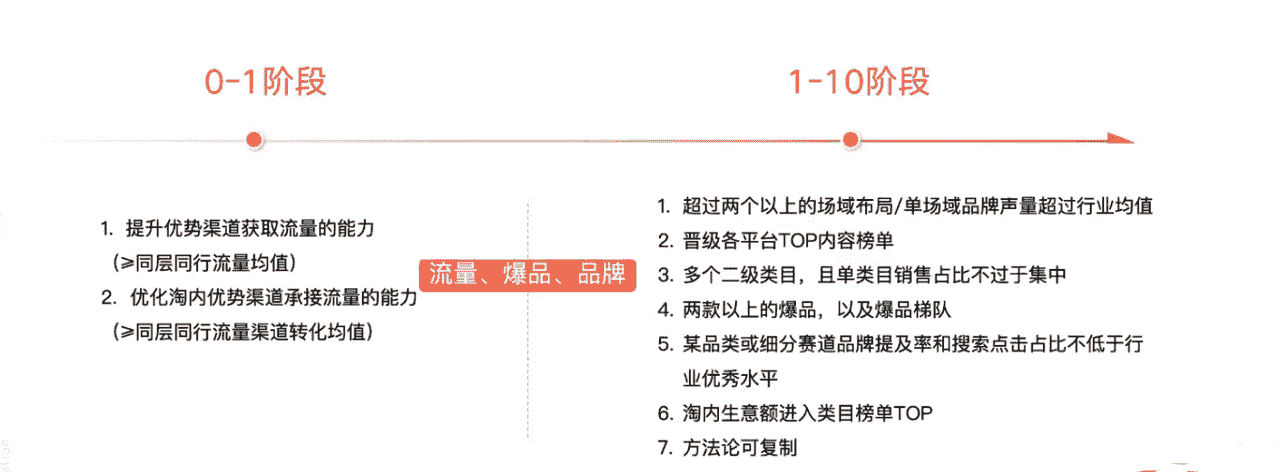 0-1阶段
1-10阶段
1. 提升优势渠道获取流量的能力
(≥同层同行流量均值)
2. 优化淘内优势渠道承接流量的能力
(≥同层同行流量渠道转化均值)
流量、爆品、品牌
1. 超过两个以上的场域布局/单场域品牌声量超过行业均值
2. 晋级各平台TOP内容榜单
3. 多个二级类目，且单类目销售占比不过于集中
4. 两款以上的爆品，以及爆品梯队
5. 某品类或细分赛道品牌提及率和搜索点击占比不低于行
业优秀水平
6. 淘内生意额进入类目榜单TOP
7. 方法论可复制